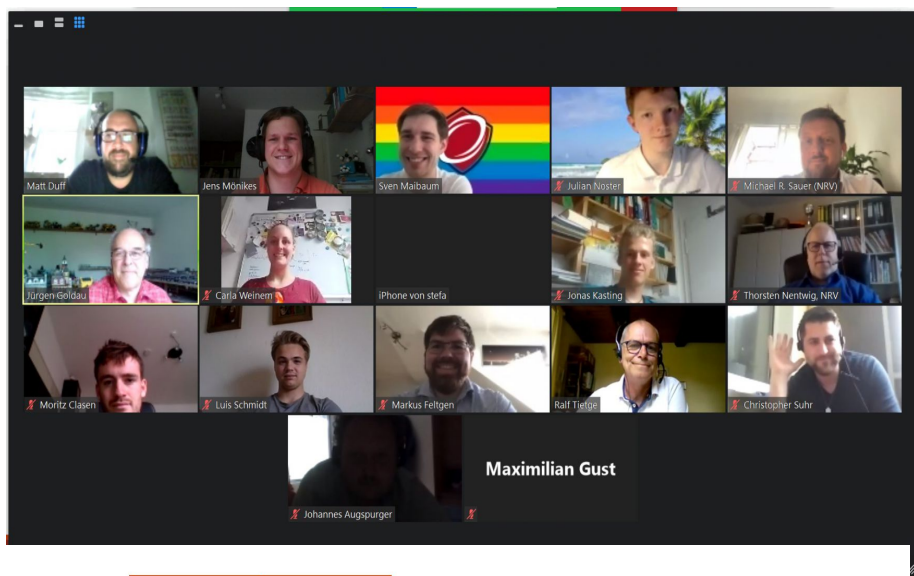 Matt Duff
Jens Mönikes
Sven Maibaum
Julian Noster
Michael R. Sauer (NRV)
Jürgen Goldau
Carla Weinern
iPhone von stefa
Jonas Kasting
Thorsten Nentwig, NRV
Moritz Clasen
Luis Schmidt
Markus Feltgen
Ralf Tietge
Christopher Suhr
Johannes Augspurger
Maximilian Gust